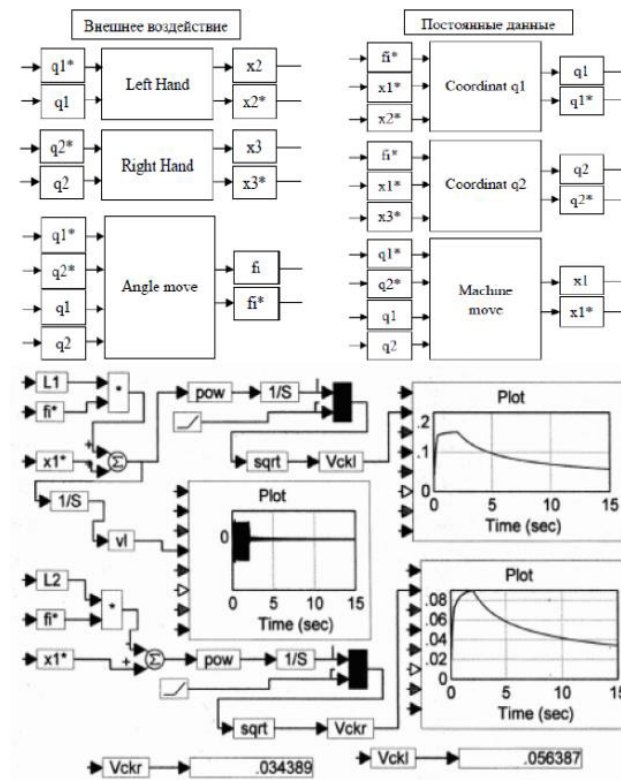 Внешнее воздействие
q1*
q1
Left Hand
x2
x2*
q2*
q2
Right Hand
x3
x3*
q1*
q2*
q1
q2
Angle move
fi
fi*
Постоянные данные
fi*
x1*
x2*
Coordinat q1
q1
q1*
fi*
x1*
x3*
Coordinat q2
q2
q2*
q1*
q2*
q1
q2
Machine move
x1
x1*
L1
fi*
*
x1*
+
+
Σ
pow
1/S
l
r
sqrt
Vckl
Plot
.2
.1
0
0 5 10 15
Time (sec)
1/S
vl
Plot
0
0 5 10 15
Time (sec)
L2
fi*
*
x1*
-
+
Σ
pow
1/S
l
r
sqrt
Vckr
Plot
.08
.06
.04
.02
0
0 5 10 15
Time (sec)
Vckr
.034389
Vckl
.056387